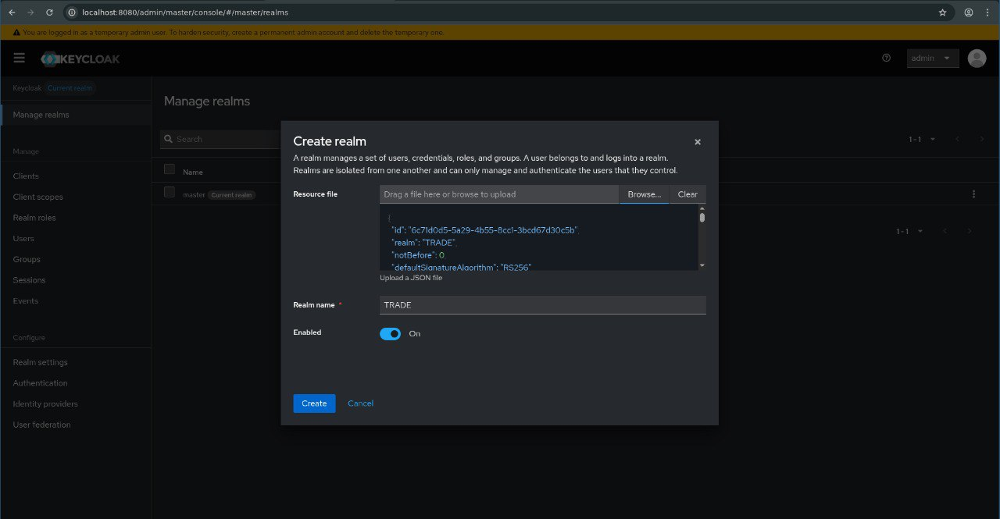 localhost:8080/admin/master/console/#/master/realms
You are logged in as a temporary admin user. To harden security, create a permanent admin account and delete the temporary one.
KEYCLOAK
admin
Keycloak Current realm
Manage realms
Manage
Clients
Client scopes
Realm roles
Users
Groups
Sessions
Events
Configure
Realm settings
Authentication
Identity providers
User federation
Manage realms
Search
1-1
Name
master Current realm
1-1
Create realm
A realm manages a set of users, credentials, roles, and groups. A user belongs to and logs into a realm.
Realms are isolated from one another and can only manage and authenticate the users that they control.
Resource file
Drag a file here or browse to upload
Browse...
Clear
{
"id": "6c71d0d5-5a29-4b55-8cc1-3bcd67d30c5b",
"realm": "TRADE",
"notBefore": 0,
"defaultSignatureAlgorithm": "RS256"
Upload a JSON file
Realm name *
TRADE
Enabled
On
Create
Cancel